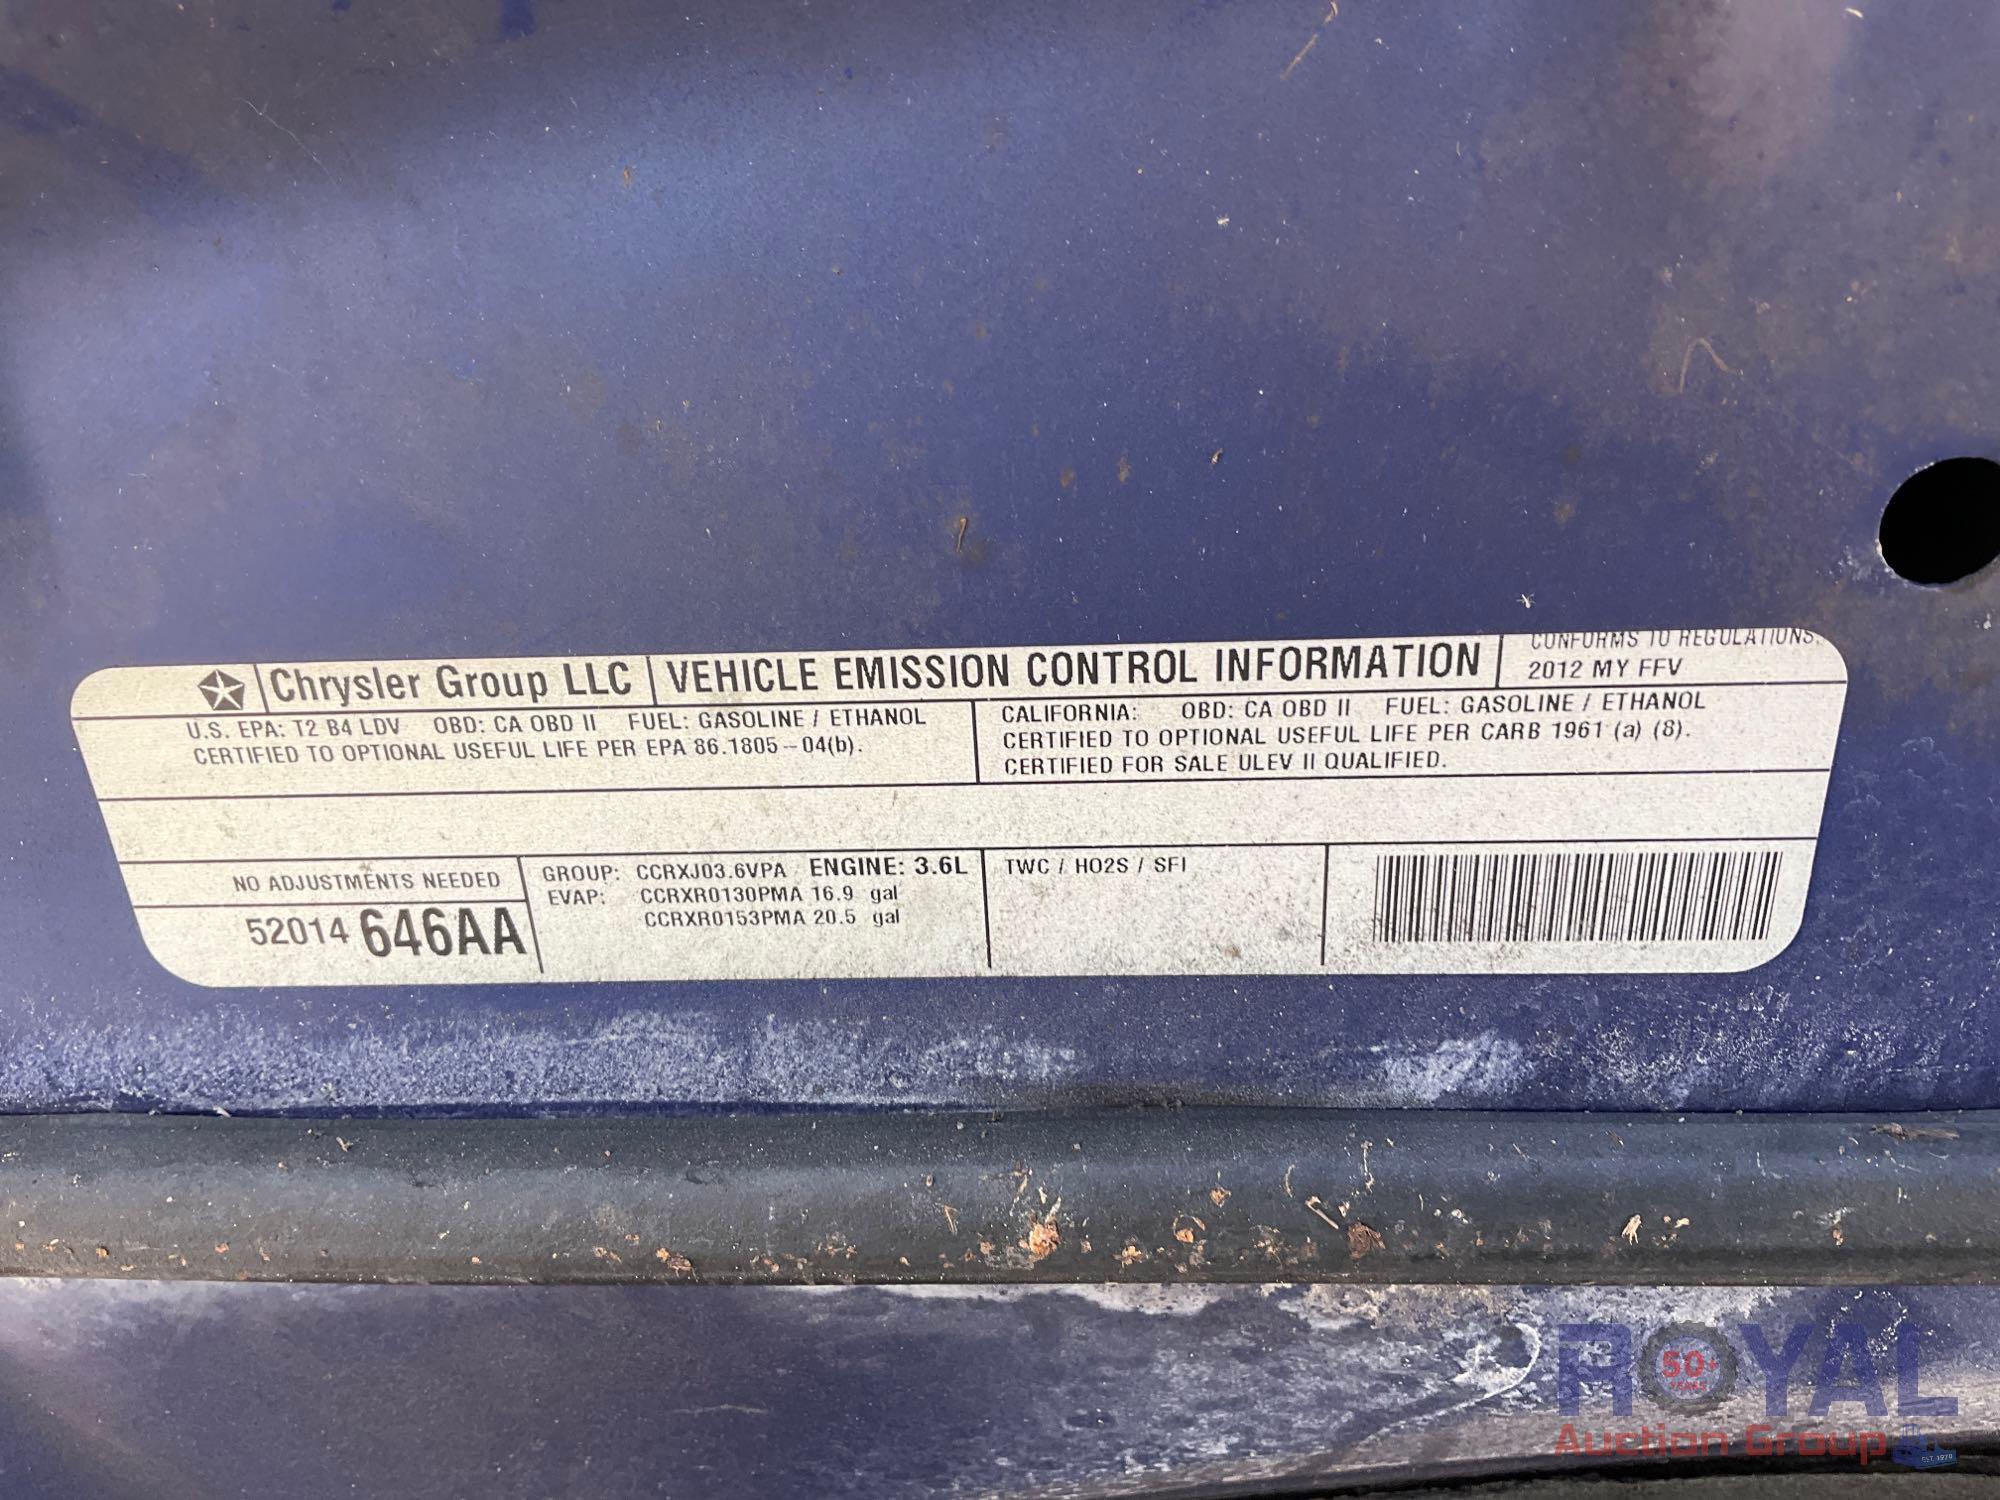 Chrysler Group LLC VEHICLE EMISSION CONTROL INFORMATION
CONFORMS TO REGULATIONS:
2012 MY FFV
U.S. EPA: T2 B4 LDV OBD: CA OBD II FUEL: GASOLINE / ETHANOL
CERTIFIED TO OPTIONAL USEFUL LIFE PER EPA 86.1805-04(b).
CALIFORNIA: OBD: CA OBD II FUEL: GASOLINE / ETHANOL
CERTIFIED TO OPTIONAL USEFUL LIFE PER CARB 1961 (a) (8).
CERTIFIED FOR SALE ULEV II QUALIFIED.
NO ADJUSTMENTS NEEDED
52014 646AA
GROUP: CCRXJ03.6VPA ENGINE: 3.6L
EVAP: CCRXR0130PMA 16.9 gal
CCRXR0153PMA 20.5 gal
TWC / HO2S / SFI
ROYAL
50+
YEARS
Auction Group
EST. 1970